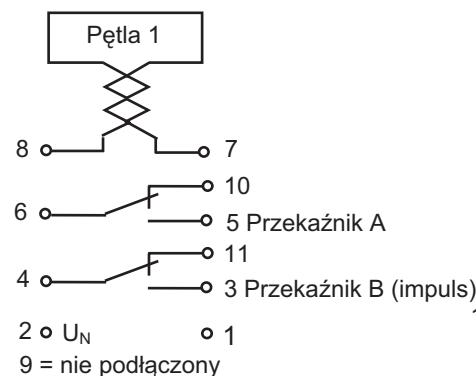 Pętla 1
8 7
10
6
5 Przekaźnik A
11
4
3 Przekaźnik B (impuls)
2 U_N 1
9 = nie podłączony